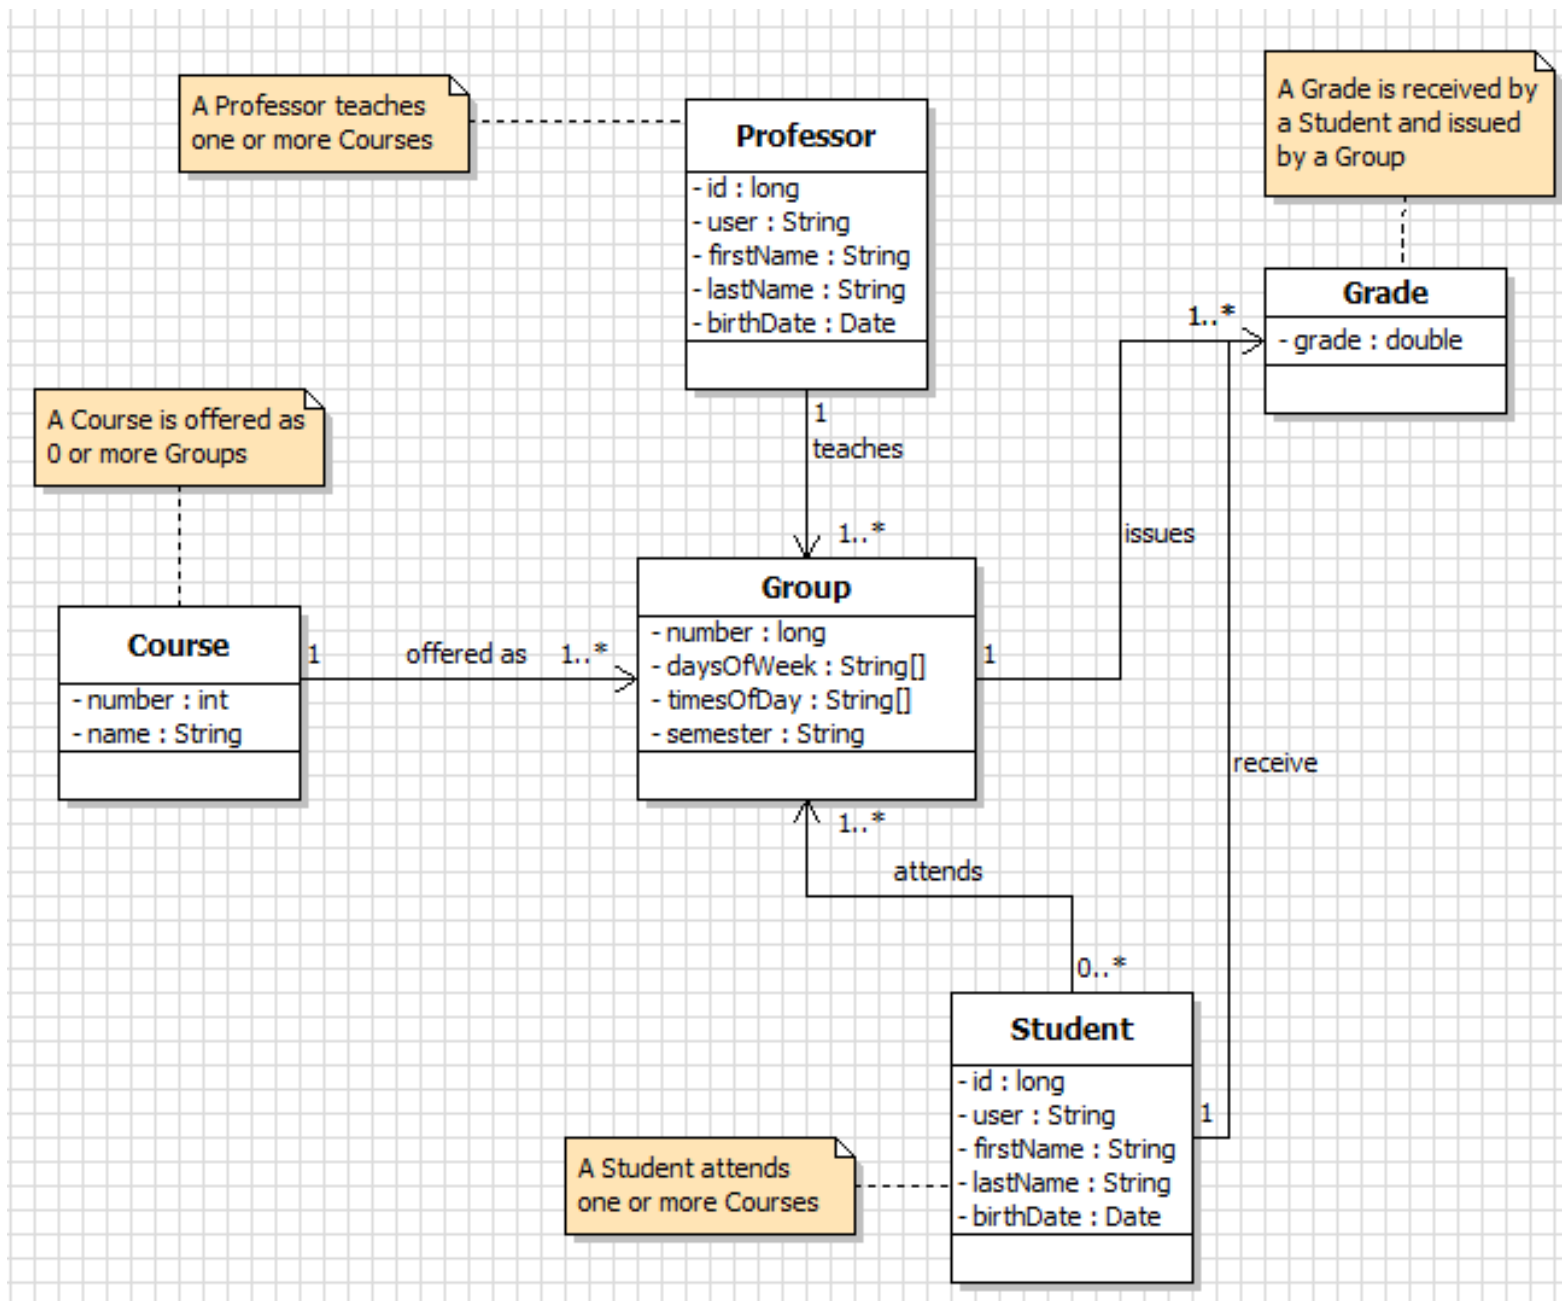 A Professor teaches
one or more Courses
Professor
- id : long
- user : String
- firstName : String
- lastName : String
- birthDate : Date
A Grade is received by
a Student and issued
by a Group
Grade
- grade : double
1..*
1
teaches
1..*
A Course is offered as
0 or more Groups
Course
- number : int
- name : String
1
offered as
1..*
Group
- number : long
- daysOfWeek : String[]
- timesOfDay : String[]
- semester : String
1
issues
receive
1..*
attends
0..*
Student
- id : long
- user : String
- firstName : String
- lastName : String
- birthDate : Date
1
A Student attends
one or more Courses